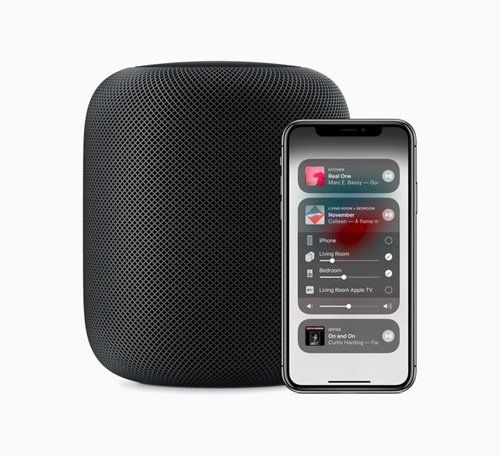 KITCHEN
Real One
Marc E. Bassy — Go
LIVING ROOM + BEDROOM
November
Colleen — A flame m
iPhone
Living Room
Bedroom
Living Room Apple TV
OFFICE
On and On
Curtis Harding — Fa